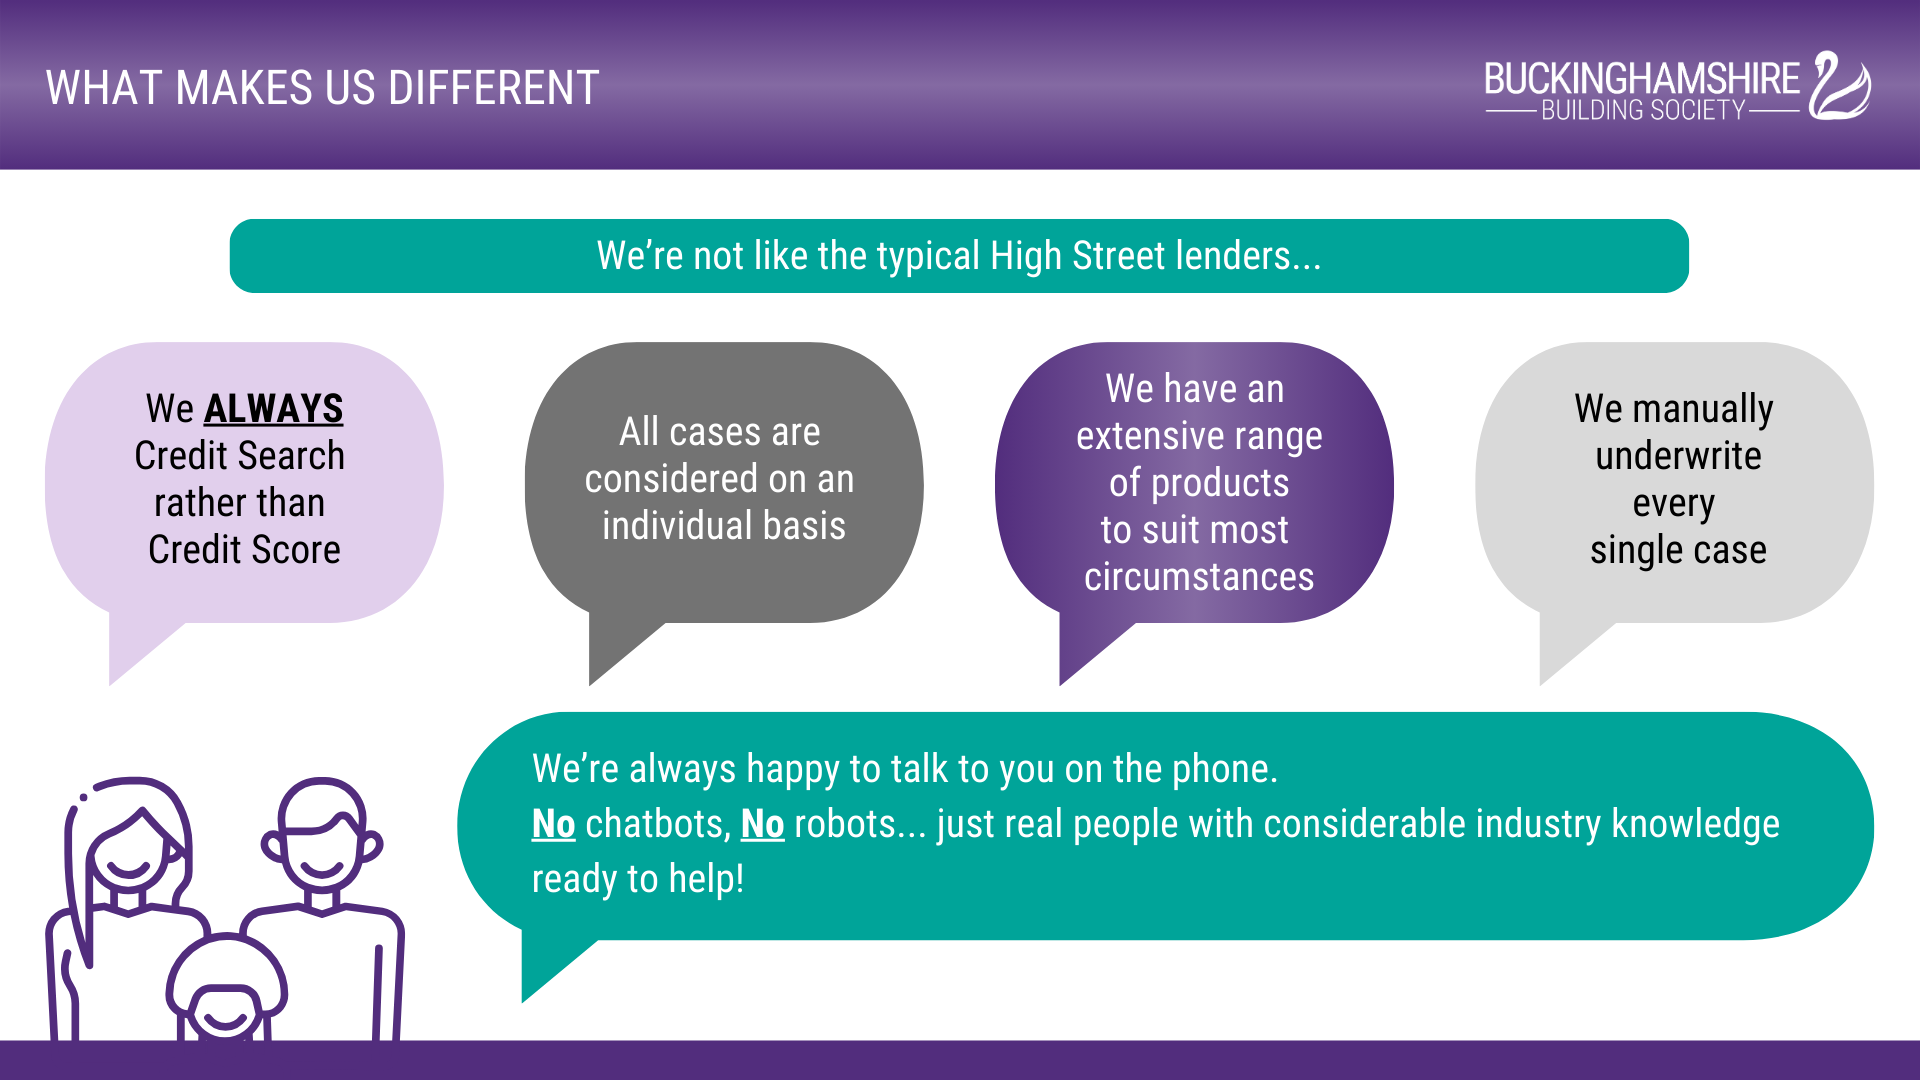 WHAT MAKES US DIFFERENT
BUCKINGHAMSHIRE
BUILDING SOCIETY
We’re not like the typical High Street lenders...
We ALWAYS
Credit Search
rather than
Credit Score
All cases are
considered on an
individual basis
We have an
extensive range
of products
to suit most
circumstances
We manually
underwrite
every
single case
We’re always happy to talk to you on the phone.
No chatbots, No robots... just real people with considerable industry knowledge
ready to help!